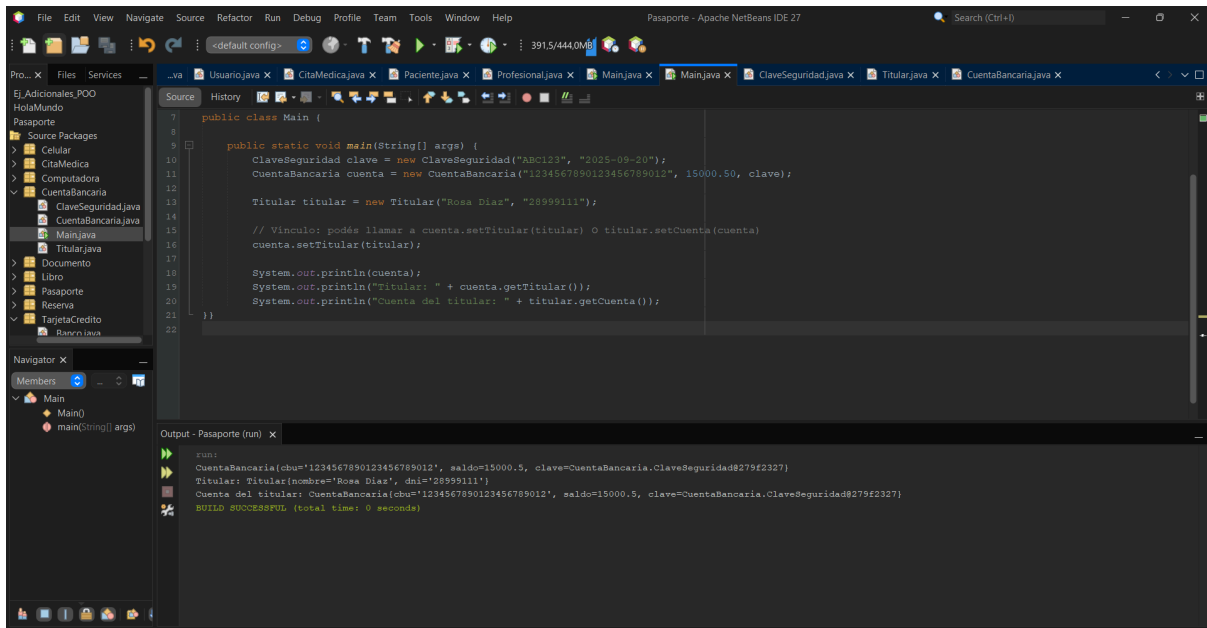 File Edit View Navigate Source Refactor Run Debug Profile Team Tools Window Help Pasaporte - Apache NetBeans IDE 27 Search (Ctrl+I)
<default config> 391,5/444,0MB
Pro... X Files Services
...va Usuario.java X CitaMedica.java X Paciente.java X Profesional.java X Main.java X Main.java X ClaveSeguridad.java X Titular.java X CuentaBancaria.java X
Ej_Adicionales_POO
HolaMundo
Pasaporte
Source Packages
Celular
CitaMedica
Computadora
CuentaBancaria
ClaveSeguridad.java
CuentaBancaria.java
Main.java
Titular.java
Documento
Libro
Pasaporte
Reserva
TarjetaCredito
Banco.java
Source History
7 public class Main {
8
9 public static void main(String[] args) {
10 ClaveSeguridad clave = new ClaveSeguridad("ABC123", "2025-09-20");
11 CuentaBancaria cuenta = new CuentaBancaria("1234567890123456789012", 15000.50, clave);
12
13 Titular titular = new Titular("Rosa Diaz", "28999111");
14
15 // Vinculo: podés llamar a cuenta.setTitular(titular) O titular.setCuenta(cuenta)
16 cuenta.setTitular(titular);
17
18 System.out.println(cuenta);
19 System.out.println("Titular: " + cuenta.getTitular());
20 System.out.println("Cuenta del titular: " + titular.getCuenta());
21 }}
22
Navigator X
Members
Main
Main()
main(String[] args)
Output - Pasaporte (run) X
run:
CuentaBancaria{cbu='1234567890123456789012', saldo=15000.5, clave=CuentaBancaria.ClaveSeguridad@279f2327}
Titular: Titular{nombre='Rosa Diaz', dni='28999111'}
Cuenta del titular: CuentaBancaria{cbu='1234567890123456789012', saldo=15000.5, clave=CuentaBancaria.ClaveSeguridad@279f2327}
BUILD SUCCESSFUL (total time: 0 seconds)